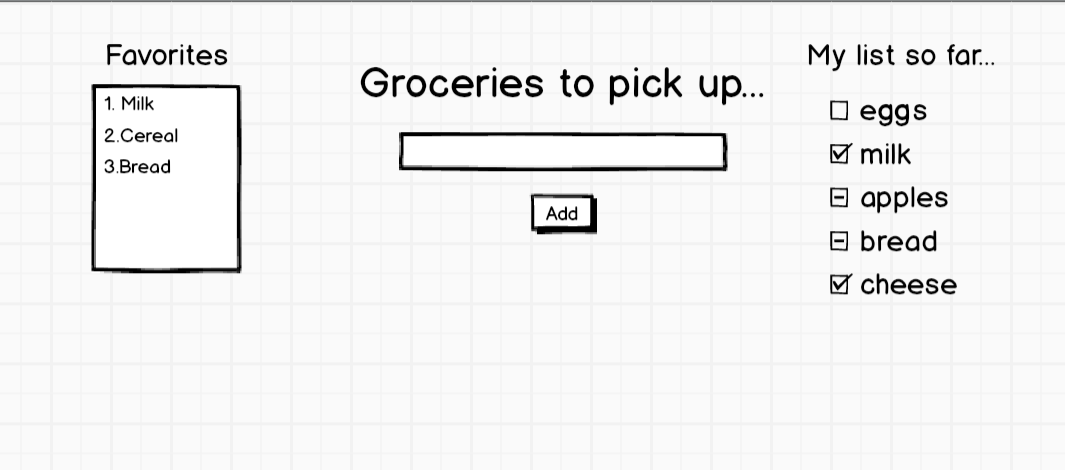 Favorites
1. Milk
2.Cereal
3.Bread
Groceries to pick up...
Add
My list so far...
eggs
milk
apples
bread
cheese